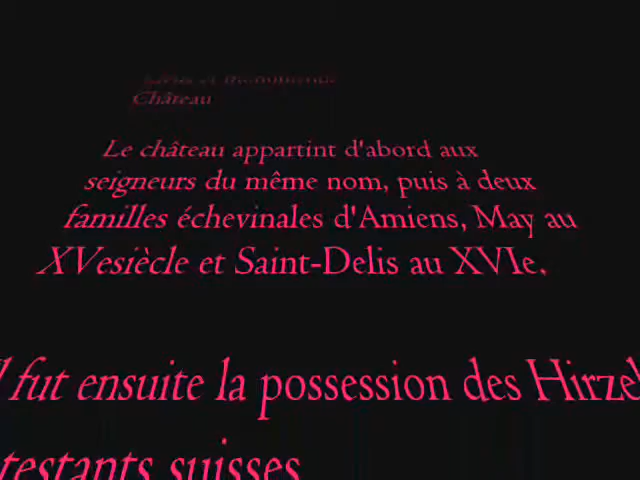 Château
Le château appartint d'abord aux
seigneurs du même nom, puis à deux
familles échevinales d'Amiens, May au
XVesiècle et Saint-Delis au XVIe.
fut ensuite la possession des Hirzel
testants suisses